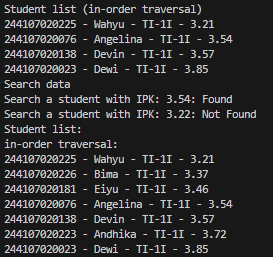 Student list (in-order traversal)
244107020225 - Wahyu - TI-1I - 3.21
244107020076 - Angelina - TI-1I - 3.54
244107020138 - Devin - TI-1I - 3.57
244107020023 - Dewi - TI-1I - 3.85
Search data
Search a student with IPK: 3.54: Found
Search a student with IPK: 3.22: Not Found
Student list:
in-order traversal:
244107020225 - Wahyu - TI-1I - 3.21
244107020226 - Bima - TI-1I - 3.37
244107020181 - Eiyu - TI-1I - 3.46
244107020076 - Angelina - TI-1I - 3.54
244107020138 - Devin - TI-1I - 3.57
244107020223 - Andhika - TI-1I - 3.72
244107020023 - Dewi - TI-1I - 3.85